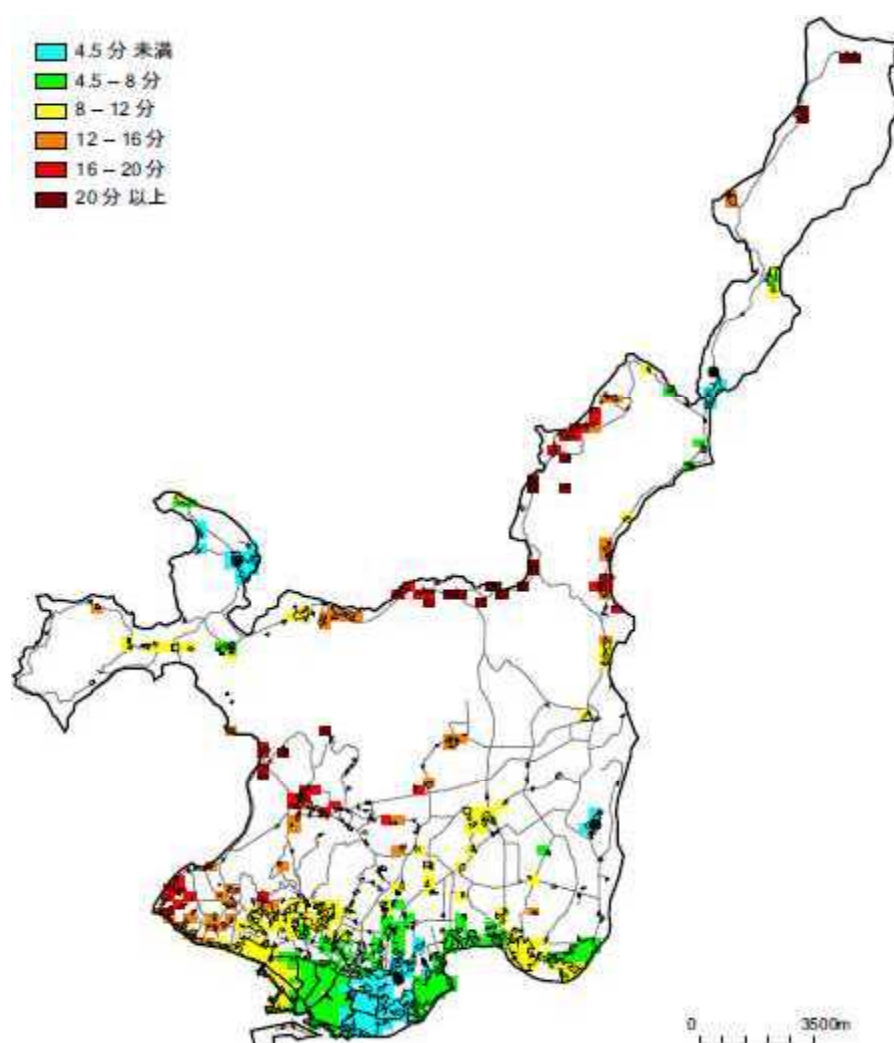 4.5分 未満
4.5 – 8 分
8 – 12 分
12 – 16 分
16 – 20 分
20 分 以上
0 3500m